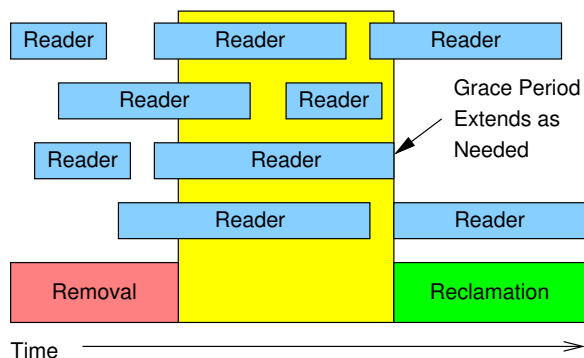 Reader Reader Reader
Reader Reader
Grace Period
Extends as
Needed
Reader Reader
Reader Reader
Removal Reclamation
Time